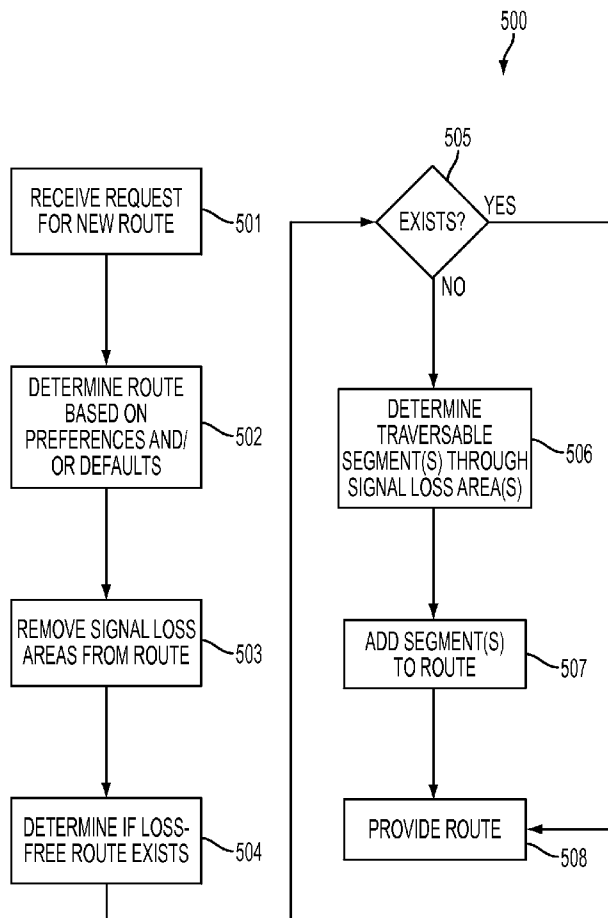 500
RECEIVE REQUEST
FOR NEW ROUTE
501
DETERMINE ROUTE
BASED ON
PREFERENCES AND/
OR DEFAULTS
502
REMOVE SIGNAL LOSS
AREAS FROM ROUTE
503
DETERMINE IF LOSS-
FREE ROUTE EXISTS
504
505
EXISTS?
YES
NO
DETERMINE
TRAVERSABLE
SEGMENT(S) THROUGH
SIGNAL LOSS AREA(S)
506
ADD SEGMENT(S)
TO ROUTE
507
PROVIDE ROUTE
508